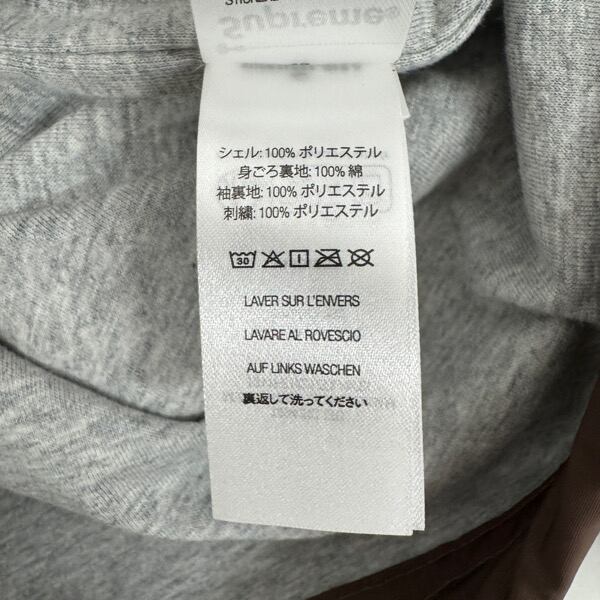 Supremes
シェル: 100% ポリエステル
身ごろ裏地: 100% 綿
袖裏地: 100% ポリエステル
刺繍: 100% ポリエステル
30
LAVER SUR L'ENVERS
LAVARE AL ROVESCIO
AUF LINKS WASCHEN
裏返して洗ってください